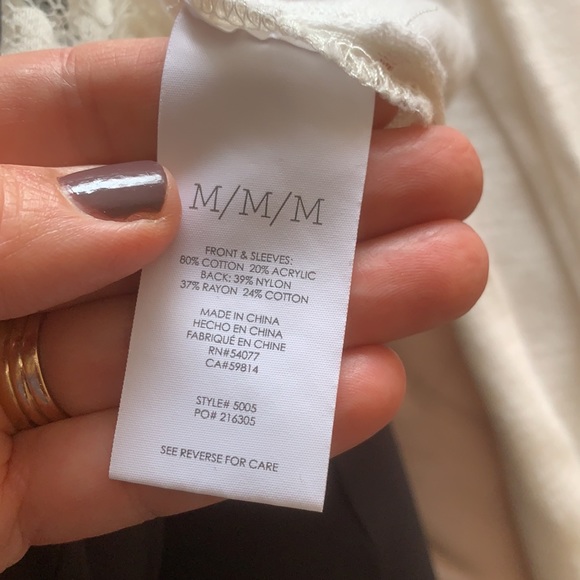 M/M/M
FRONT & SLEEVES:
80% COTTON 20% ACRYLIC
BACK: 39% NYLON
37% RAYON 24% COTTON
MADE IN CHINA
HECHO EN CHINA
FABRIQUÉ EN CHINE
RN#54077
CA#59814
STYLE# 5005
PO# 216305
SEE REVERSE FOR CARE